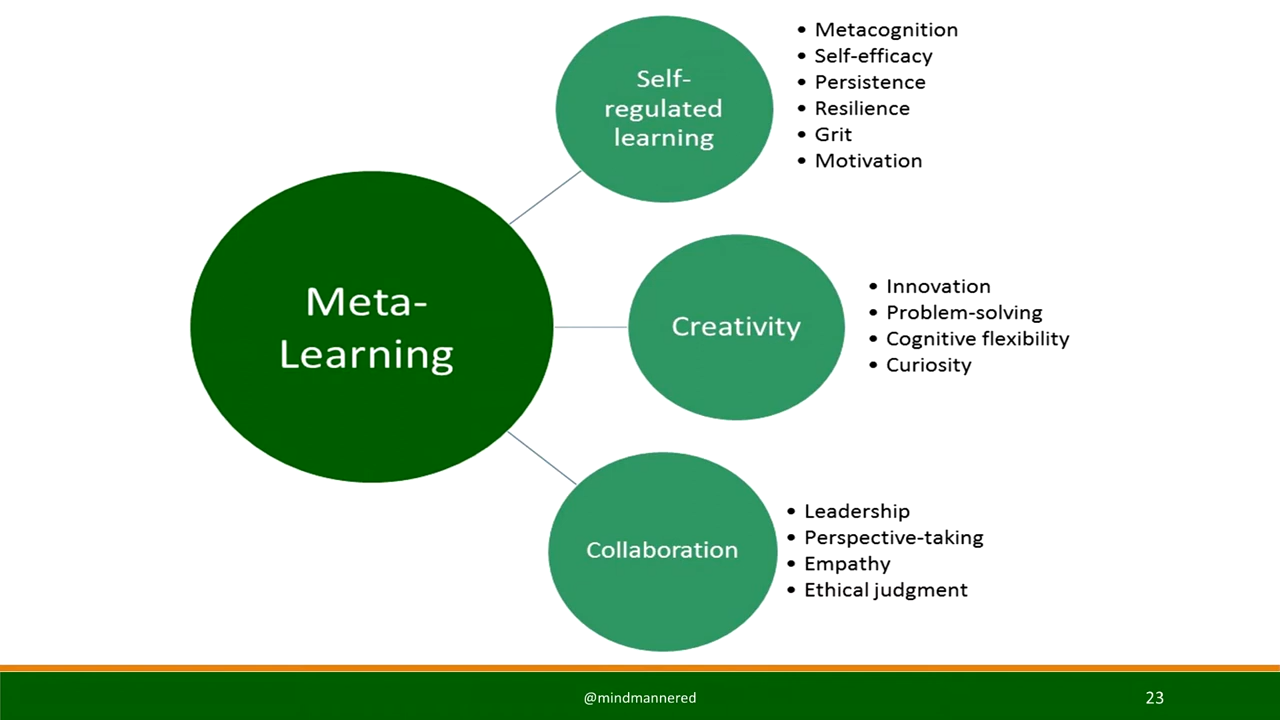 Meta-
Learning
Self-
regulated
learning
• Metacognition
• Self-efficacy
• Persistence
• Resilience
• Grit
• Motivation
Creativity
• Innovation
• Problem-solving
• Cognitive flexibility
• Curiosity
Collaboration
• Leadership
• Perspective-taking
• Empathy
• Ethical judgment
@mindmannered
23